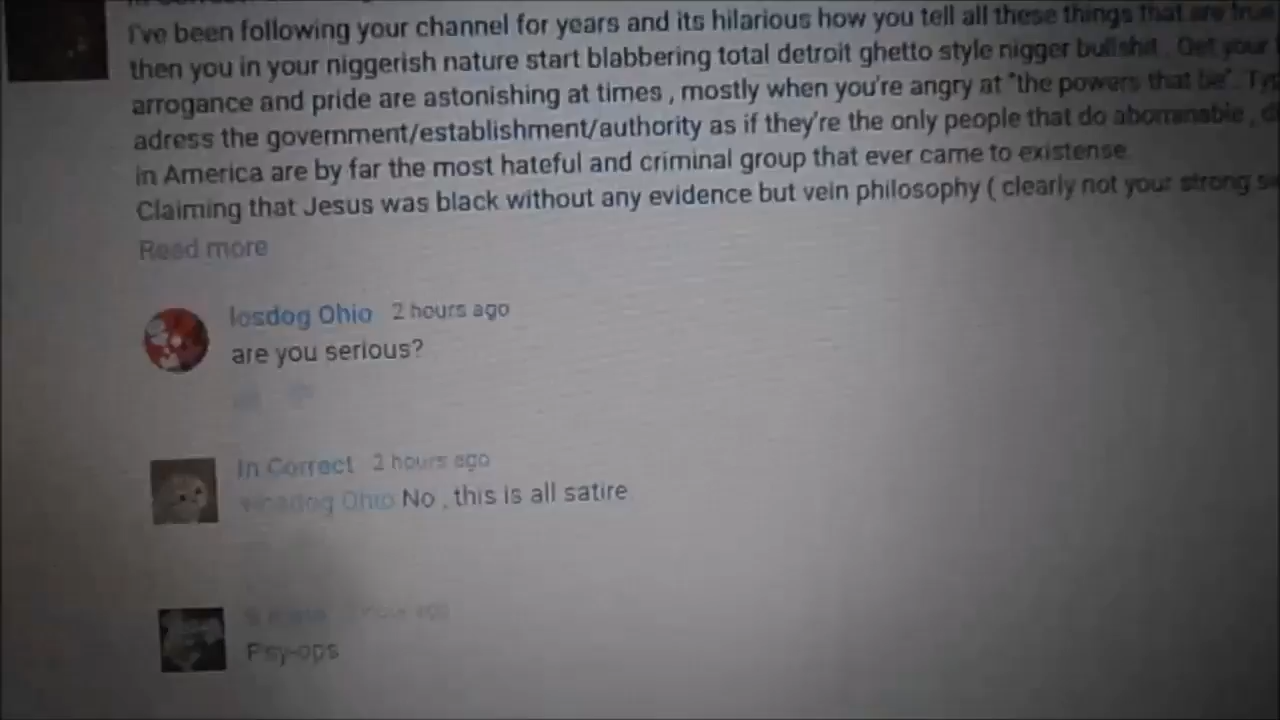 I've been following your channel for years and its hilarious how you tell all these things that are true
then you in your niggerish nature start blabbering total detroit ghetto style nigger bullshit . Get your
arrogance and pride are astonishing at times , mostly when you're angry at "the powers that be".
adress the government/establishment/authority as if they're the only people that do abominable ,
in America are by far the most hateful and criminal group that ever came to existense
Claiming that Jesus was black without any evidence but vein philosophy ( clearly not your strong
Read more
losdog Ohio 2 hours ago
are you serious?
In Correct 2 hours ago
Ohio No , this is all satire
ago
Psy-ops